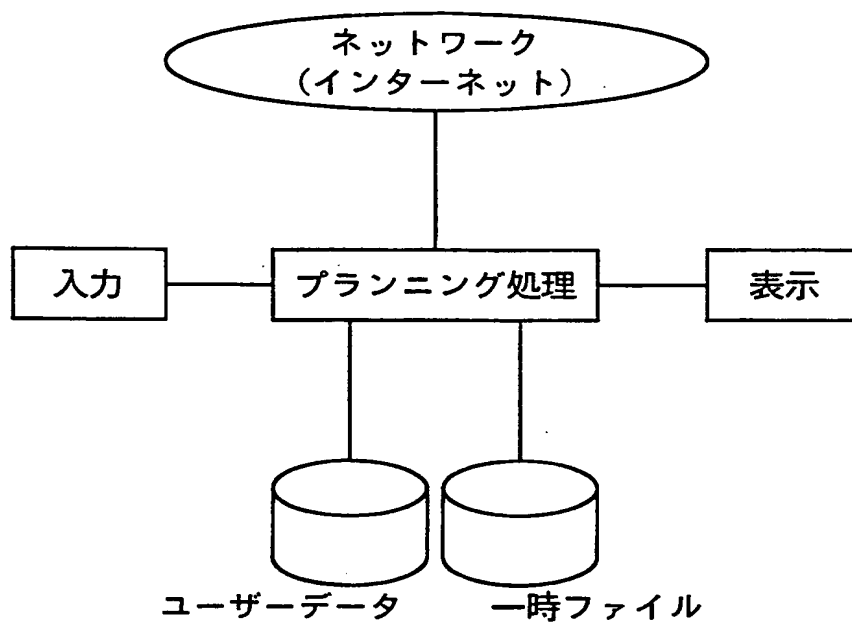 ネットワーク
(インターネット)
入力
プランニング処理
表示
ユーザーデータ
一時ファイル